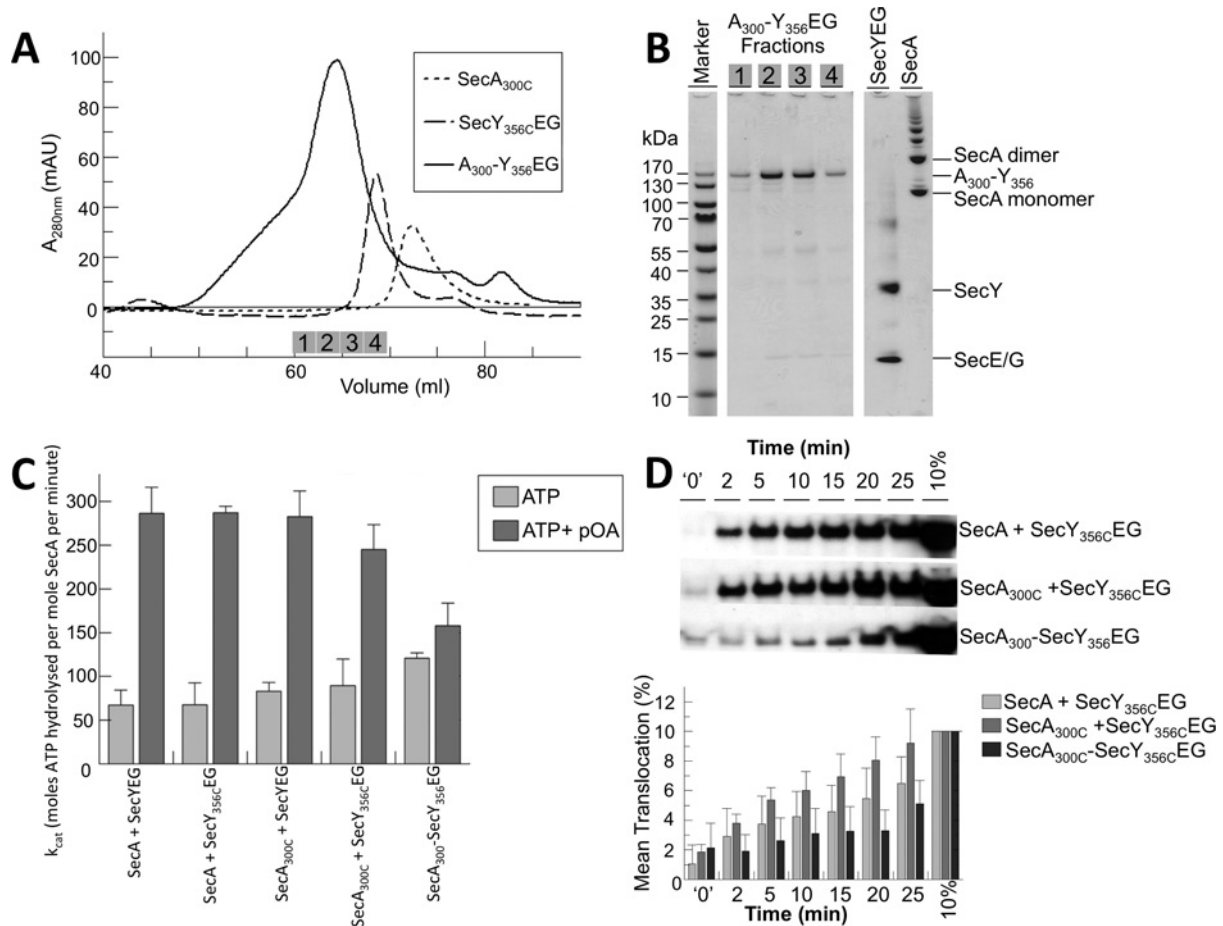 A
A280nm (mAU)
100
80
60
40
20
0
40
60
80
Volume (ml)
1 2 3 4
SecA300C
SecY356CEG
A300-Y356EG
B
Marker
A300-Y356EG
Fractions
1 2 3 4
SecYEG
SecA
kDa
170
130
100
70
55
40
35
25
15
10
SecA dimer
A300-Y356
SecA monomer
SecY
SecE/G
C
kcat (moles ATP hydrolysed per mole SecA per minute)
300
250
200
150
100
50
0
SecA + SecYEG
SecA + SecY356CEG
SecA300C + SecYEG
SecA300C + SecY356CEG
SecA300-SecY356EG
ATP
ATP+ pOA
D
Time (min)
'0' 2 5 10 15 20 25 10%
SecA + SecY356CEG
SecA300C +SecY356CEG
SecA300-SecY356EG
Mean Translocation (%)
12
10
8
6
4
2
0
'0' 2 5 10 15 20 25 10%
Time (min)
SecA + SecY356CEG
SecA300C +SecY356CEG
SecA300C-SecY356CEG